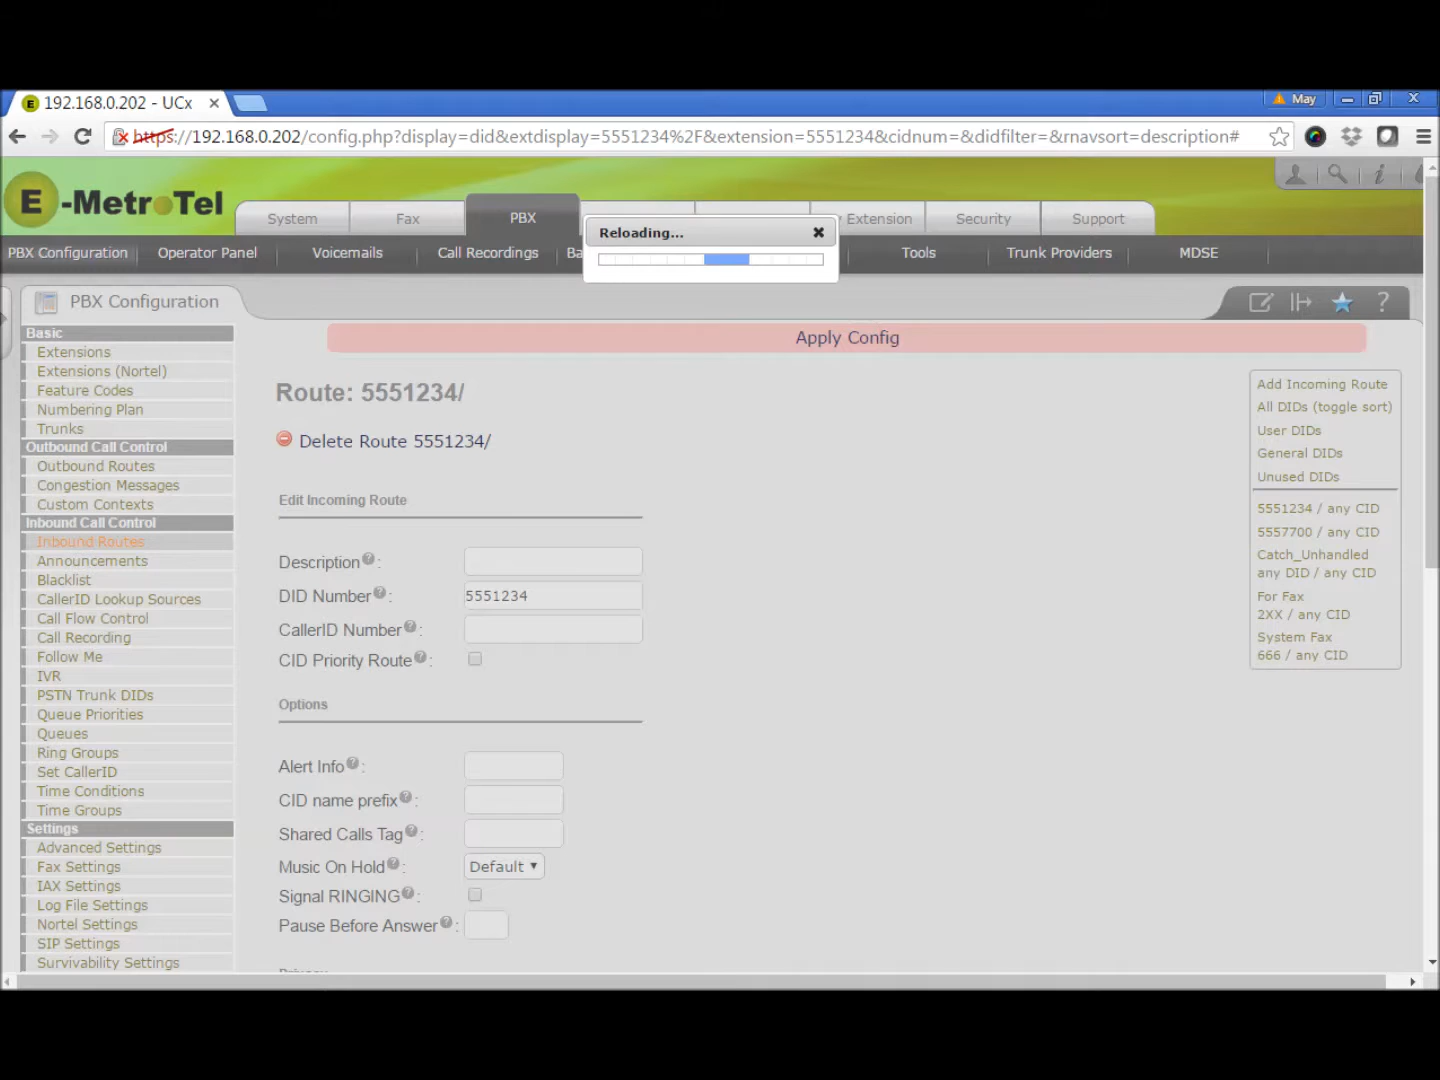 192.168.0.202 - UCx
May
https://192.168.0.202/config.php?display=did&extdisplay=5551234%2F&extension=5551234&cidnum=&didfilter=&rnavsort=description#
E-MetroTel
System
Fax
PBX
Extension
Security
Support
PBX Configuration
Operator Panel
Voicemails
Call Recordings
Ba
Tools
Trunk Providers
MDSE
Reloading...
PBX Configuration
Basic
Extensions
Extensions (Nortel)
Feature Codes
Numbering Plan
Trunks
Outbound Call Control
Outbound Routes
Congestion Messages
Custom Contexts
Inbound Call Control
Inbound Routes
Announcements
Blacklist
CallerID Lookup Sources
Call Flow Control
Call Recording
Follow Me
IVR
PSTN Trunk DIDs
Queue Priorities
Queues
Ring Groups
Set CallerID
Time Conditions
Time Groups
Settings
Advanced Settings
Fax Settings
IAX Settings
Log File Settings
Nortel Settings
SIP Settings
Survivability Settings
Apply Config
Route: 5551234/
Delete Route 5551234/
Edit Incoming Route
Description?:
DID Number?: 5551234
CallerID Number?:
CID Priority Route?:
Options
Alert Info?:
CID name prefix?:
Shared Calls Tag?:
Music On Hold?: Default
Signal RINGING?:
Pause Before Answer?:
Add Incoming Route
All DIDs (toggle sort)
User DIDs
General DIDs
Unused DIDs
5551234 / any CID
5557700 / any CID
Catch_Unhandled
any DID / any CID
For Fax
2XX / any CID
System Fax
666 / any CID